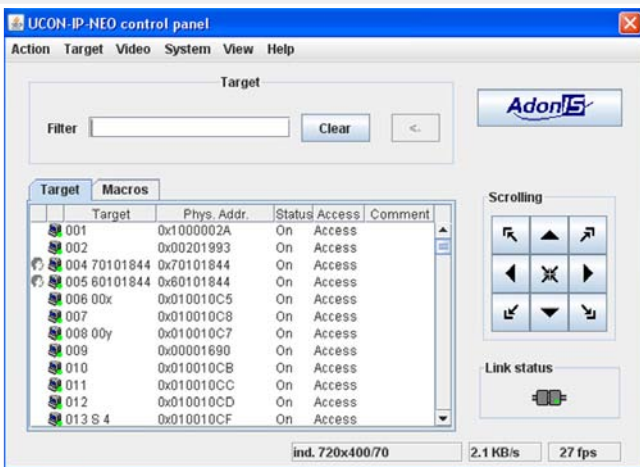 UCON-IP-NEO control panel
Action Target Video System View Help
Target
Filter Clear <.
AdonIS
Target Macros
Target Phys. Addr. Status Access Comment
001 0x1000002A On Access
002 0x00201993 On Access
004 70101844 0x70101844 On Access
005 60101844 0x60101844 On Access
006 00x 0x010010C5 On Access
007 0x010010C8 On Access
008 00y 0x010010C7 On Access
009 0x00001690 On Access
010 0x010010CB On Access
011 0x010010CC On Access
012 0x010010CD On Access
013 S 4 0x010010CF On Access
Scrolling
Link status
ind. 720x400/70 2.1 KB/s 27 fps